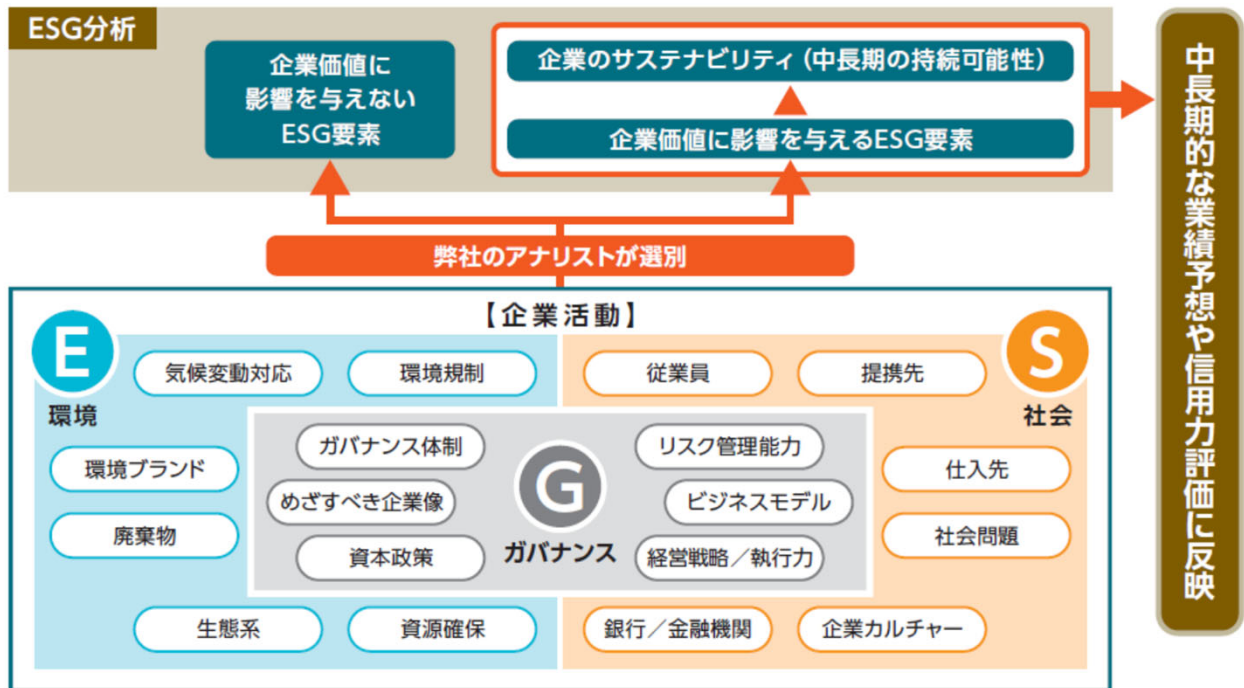 ESG分析
企業価値に
影響を与えない
ESG要素
企業のサステナビリティ（中長期の持続可能性）
企業価値に影響を与えるESG要素
中長期的な業績予想や信用力評価に反映
弊社のアナリストが選別
【企業活動】
E
環境
気候変動対応
環境規制
環境ブランド
廃棄物
生態系
資源確保
G
ガバナンス
ガバナンス体制
めざすべき企業像
資本政策
リスク管理能力
ビジネスモデル
経営戦略／執行力
S
社会
従業員
提携先
仕入先
社会問題
銀行／金融機関
企業カルチャー